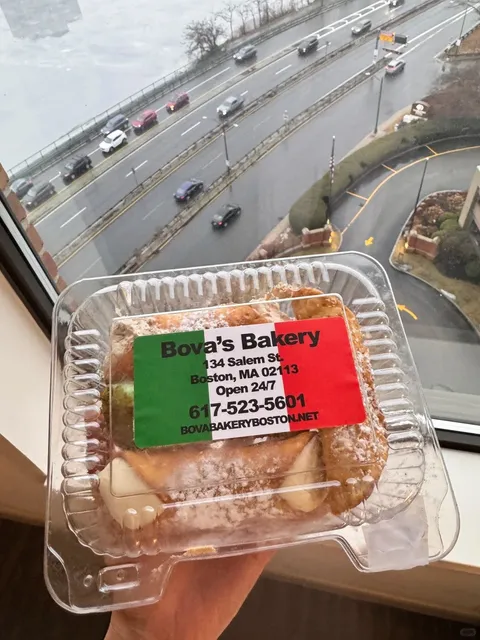 Bova's Bakery
134 Salem St.
Boston, MA 02113
Open 24/7
617-523-5601
BOVABAKERYBOSTON.NET